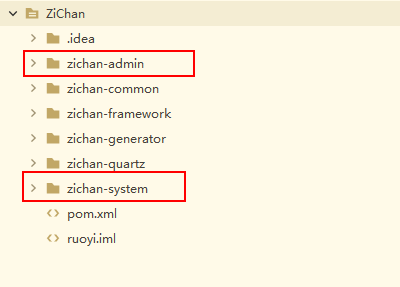 ZiChan
.idea
zichan-admin
zichan-common
zichan-framework
zichan-generator
zichan-quartz
zichan-system
pom.xml
ruoyi.iml